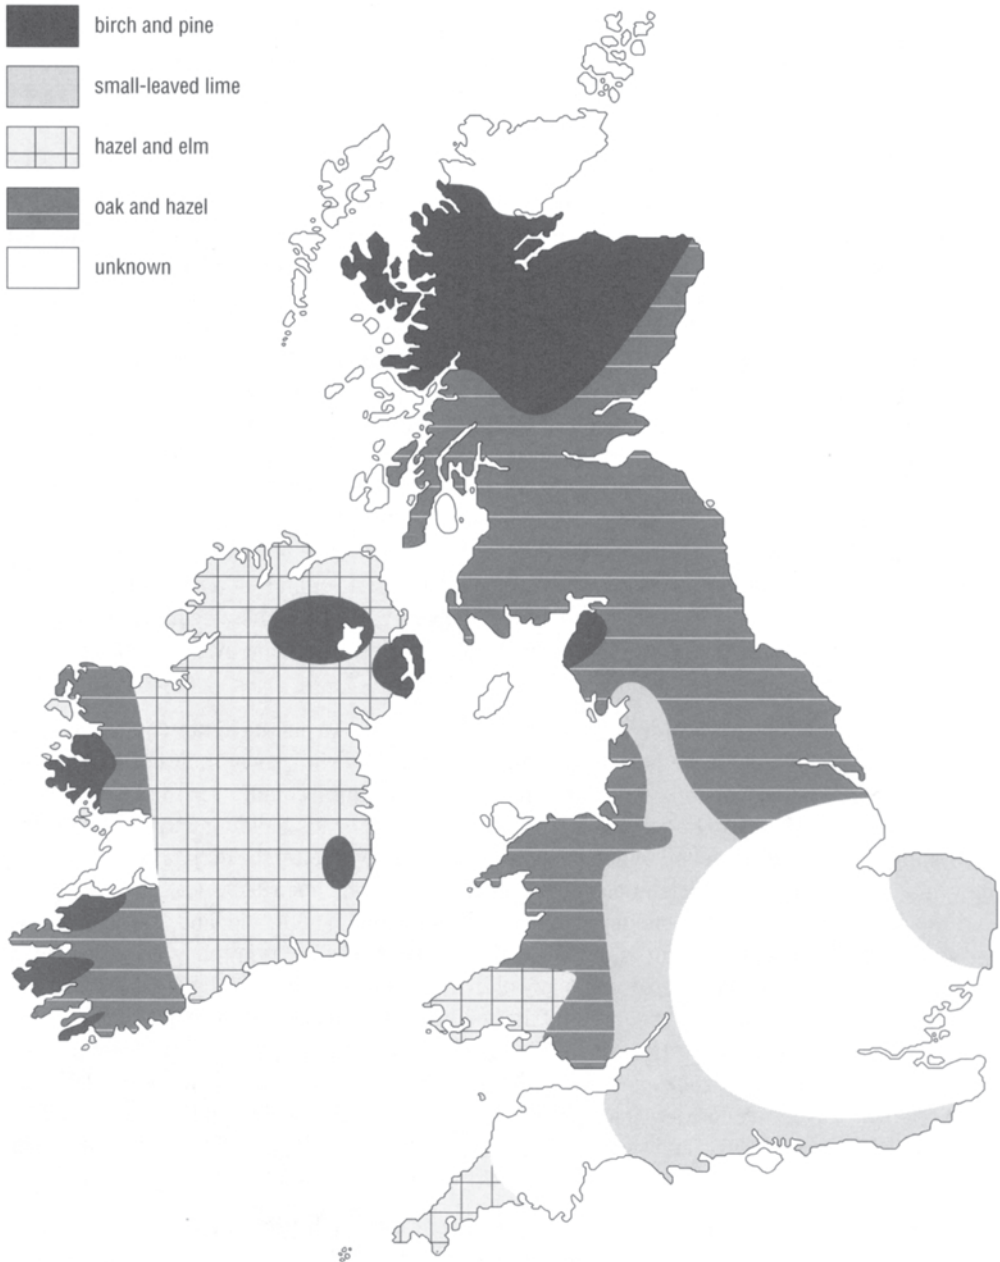 birch and pine
small-leaved lime
hazel and elm
oak and hazel
unknown